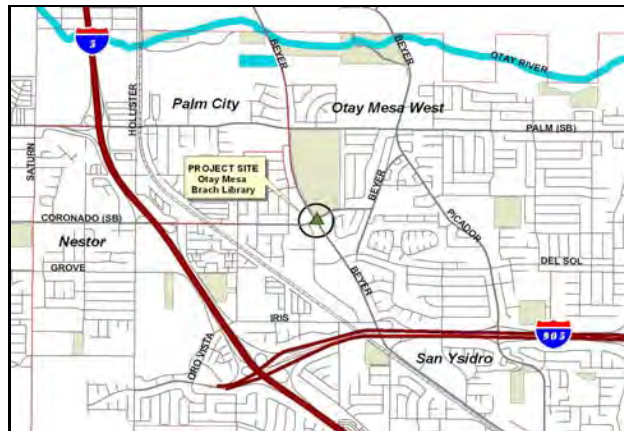 5
BEYER
BEYER
OTAY RIVER
HOLLISTER
Palm City
Otay Mesa West
PALM (SB)
SATURN
PROJECT SITE
Otay Mesa
Brach Library
BEYER
CORONADO (SB)
PICADOR
Nestor
GROVE
DEL SOL
BEYER
IRIS
905
ORO VISTA
San Ysidro